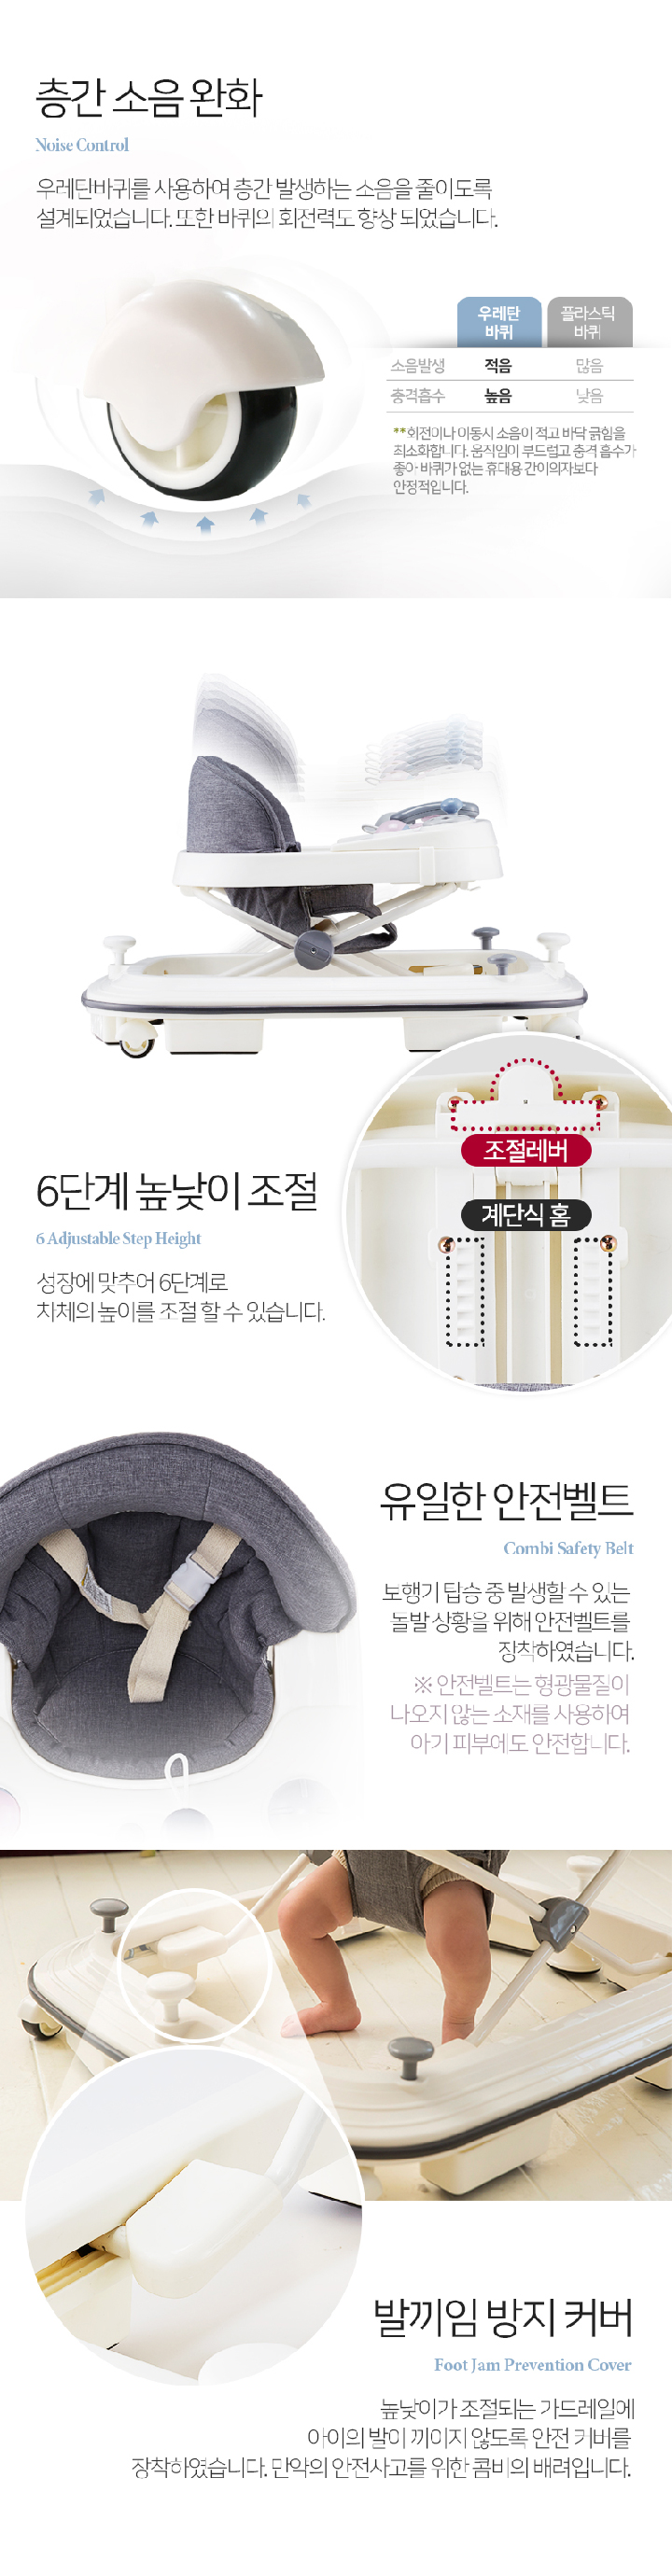 층간 소음 완화
Noise Control
우레탄바퀴를 사용하여 층간 발생하는 소음을 줄이도록
설계되었습니다. 또한 바퀴의 회전력도 향상 되었습니다.
우레탄 바퀴 플라스틱 바퀴
소음발생 적음 많음
충격흡수 높음 낮음
**회전이나 이동시 소음이 적고 바닥 긁힘을
최소화합니다. 움직임이 부드럽고 충격 흡수가
좋아 바퀴가 없는 휴대용 간이의자보다
안정적입니다.
조절레버
계단식 홈
6단계 높낮이 조절
6 Adjustable Step Height
성장에 맞추어 6단계로
차체의 높이를 조절 할 수 있습니다.
유일한 안전벨트
Combi Safety Belt
보행기 탑승 중 발생할 수 있는
돌발 상황을 위해 안전벨트를
장착하였습니다.
※ 안전벨트는 형광물질이
나오지 않는 소재를 사용하여
아기 피부에도 안전합니다.
발끼임 방지 커버
Foot Jam Prevention Cover
높낮이가 조절되는 가드레일에
아이의 발이 끼이지 않도록 안전 커버를
장착하였습니다. 만약의 안전사고를 위한 콤비의 배려입니다.